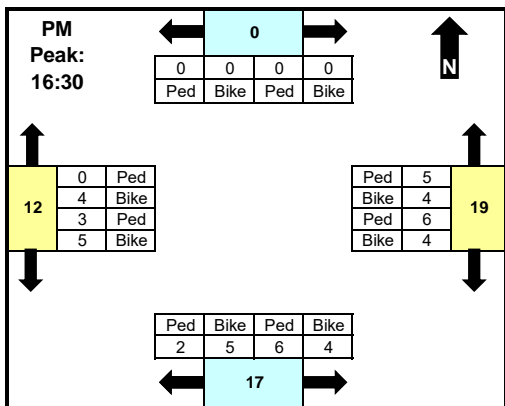 PM
Peak:
16:30
0
0 0 0 0
Ped Bike Ped Bike
N
12
0 Ped
4 Bike
3 Ped
5 Bike
Ped 5
Bike 4
Ped 6
Bike 4
19
Ped Bike Ped Bike
2 5 6 4
17